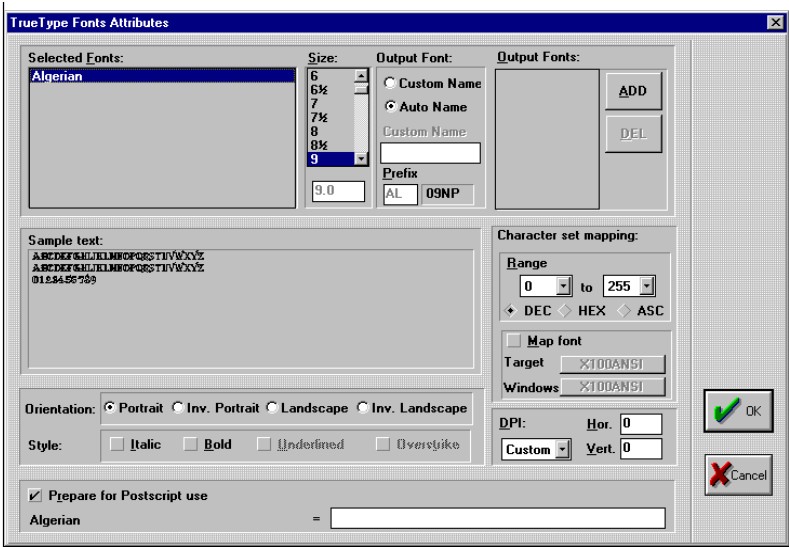 TrueType Fonts Attributes
Selected Fonts:
Algerian
Size:
6
6½
7
7½
8
8½
9
9.0
Output Font:
Custom Name
Auto Name
Custom Name
Prefix
AL 09NP
Output Fonts:
ADD
DEL
Sample text:
ABCDEFGHIJKLMNOPQRSTUVWXYZ
ABCDEFGHIJKLMNOPQRSTUVWXYZ
0123456789
Character set mapping:
Range
0 to 255
DEC HEX ASC
Map font
Target X100ANSI
Windows X100ANSI
Orientation: Portrait Inv. Portrait Landscape Inv. Landscape
Style: Italic Bold Underlined Overstrike
DPI: Hor. 0
Custom Vert. 0
OK
Cancel
Prepare for Postscript use
Algerian =